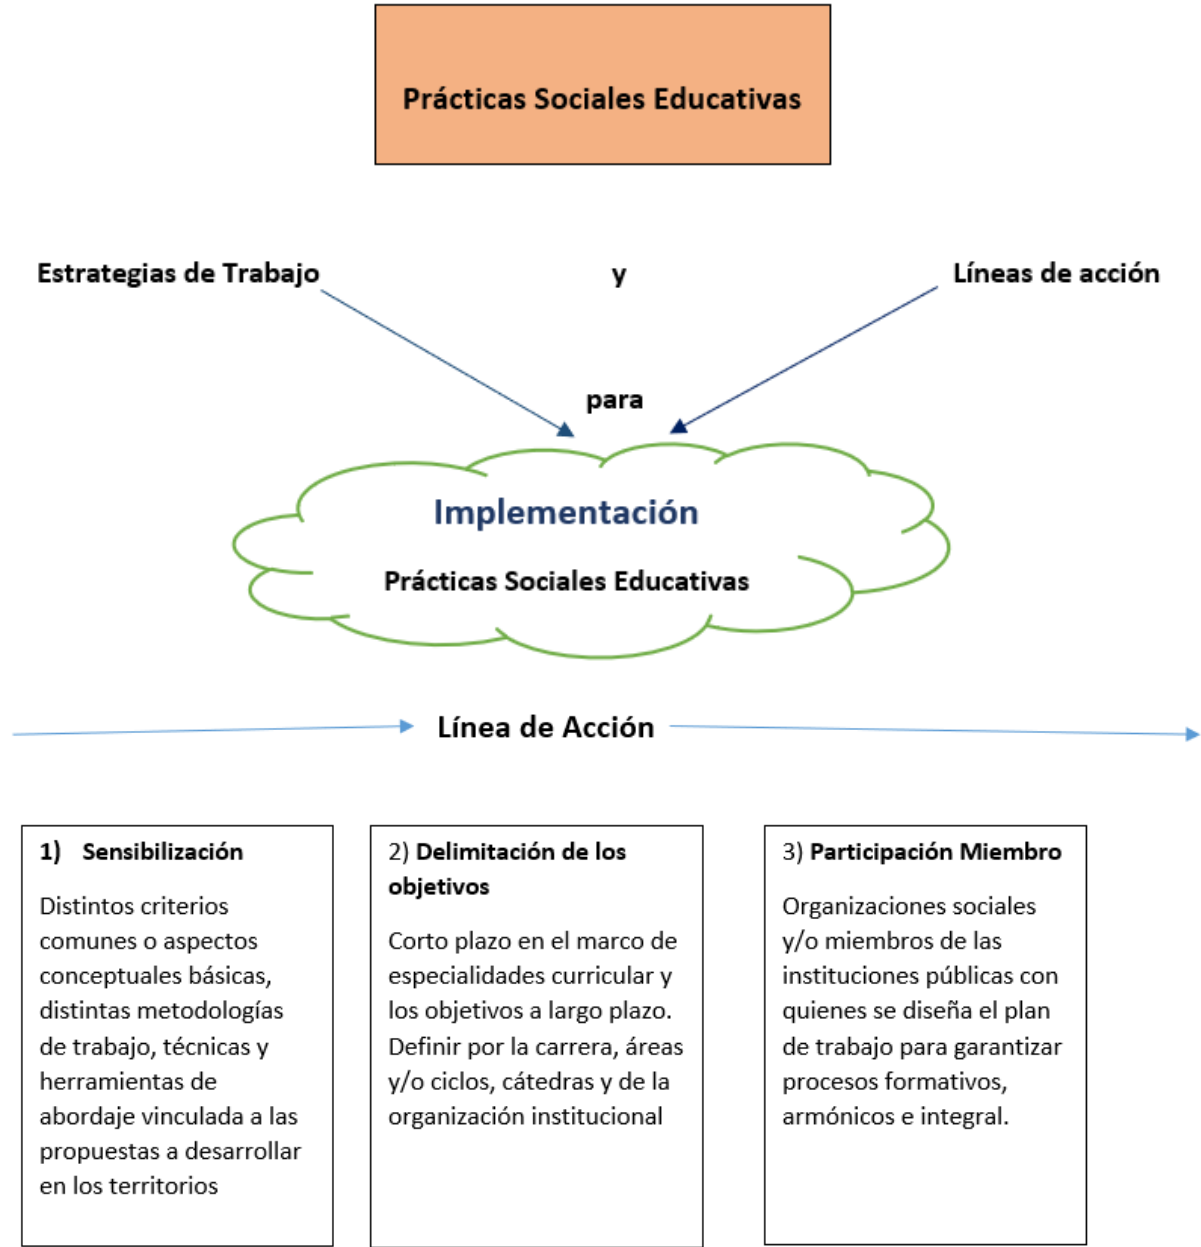 Prácticas Sociales Educativas
Estrategias de Trabajo
y
Líneas de acción
para
Implementación
Prácticas Sociales Educativas
Línea de Acción
1) Sensibilización
Distintos criterios
comunes o aspectos
conceptuales básicas,
distintas metodologías
de trabajo, técnicas y
herramientas de
abordaje vinculada a las
propuestas a desarrollar
en los territorios
2) Delimitación de los
objetivos
Corto plazo en el marco de
especialidades curricular y
los objetivos a largo plazo.
Definir por la carrera, áreas
y/o ciclos, cátedras y de la
organización institucional
3) Participación Miembro
Organizaciones sociales
y/o miembros de las
instituciones públicas con
quienes se diseña el plan
de trabajo para garantizar
procesos formativos,
armónicos e integral.